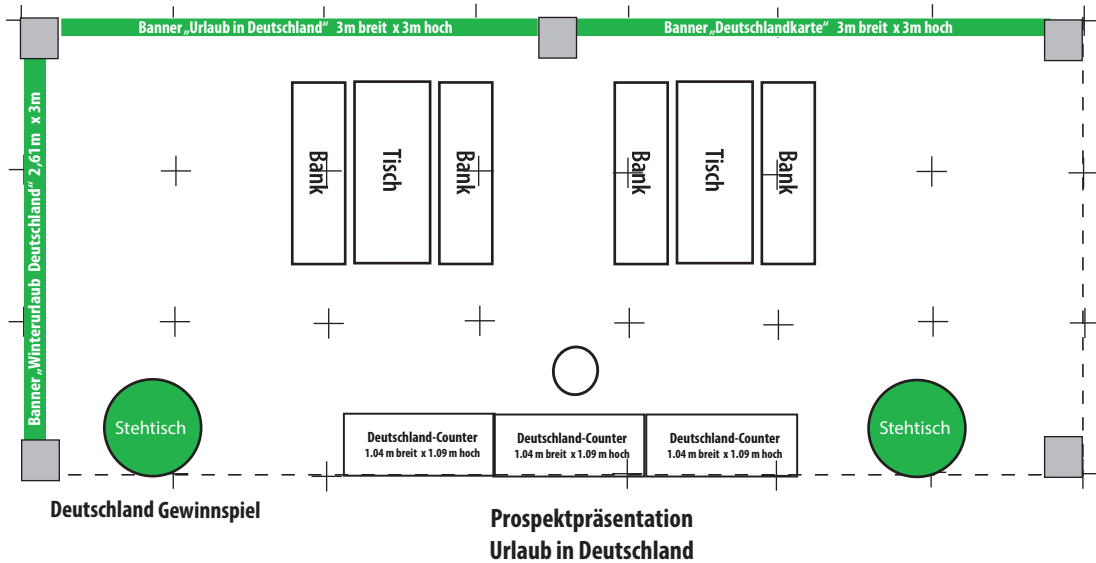 Banner „Urlaub in Deutschland“ 3m breit x 3m hoch
Banner „Deutschlandkarte“ 3m breit x 3m hoch
Banner „Winterurlaub Deutschland“ 2,61m x 3m
Bank
Tisch
Bank
Bank
Tisch
Bank
Stehtisch
Deutschland-Counter
1.04 m breit x 1.09 m hoch
Deutschland-Counter
1.04 m breit x 1.09 m hoch
Deutschland-Counter
1.04 m breit x 1.09 m hoch
Stehtisch
Deutschland Gewinnspiel
Prospektpräsentation
Urlaub in Deutschland